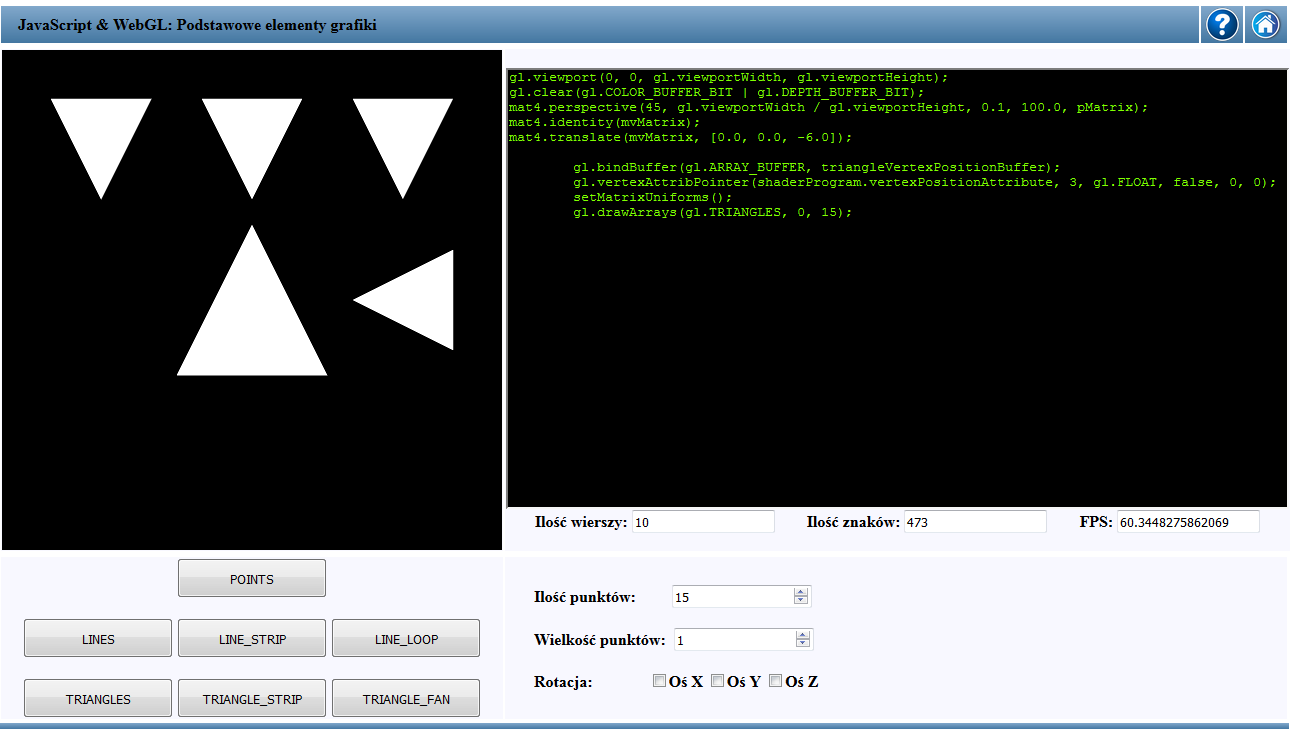 JavaScript & WebGL: Podstawowe elementy grafiki
?
gl.viewport(0, 0, gl.viewportWidth, gl.viewportHeight);
gl.clear(gl.COLOR_BUFFER_BIT | gl.DEPTH_BUFFER_BIT);
mat4.perspective(45, gl.viewportWidth / gl.viewportHeight, 0.1, 100.0, pMatrix);
mat4.identity(mvMatrix);
mat4.translate(mvMatrix, [0.0, 0.0, -6.0]);
gl.bindBuffer(gl.ARRAY_BUFFER, triangleVertexPositionBuffer);
gl.vertexAttribPointer(shaderProgram.vertexPositionAttribute, 3, gl.FLOAT, false, 0, 0);
setMatrixUniforms();
gl.drawArrays(gl.TRIANGLES, 0, 15);
Ilość wierszy: 10 Ilość znaków: 473 FPS: 60.3448275862069
POINTS
LINES LINE_STRIP LINE_LOOP
TRIANGLES TRIANGLE_STRIP TRIANGLE_FAN
Ilość punktów: 15
Wielkość punktów: 1
Rotacja: Oś X Oś Y Oś Z